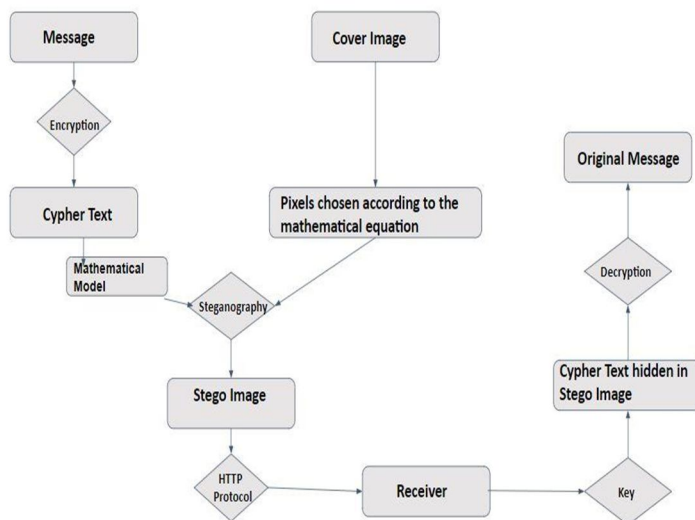 Message
Cover Image
Encryption
Original Message
Cypher Text
Pixels chosen according to the
mathematical equation
Mathematical
Model
Decryption
Steganography
Stego Image
Cypher Text hidden in
Stego Image
HTTP
Protocol
Receiver
Key